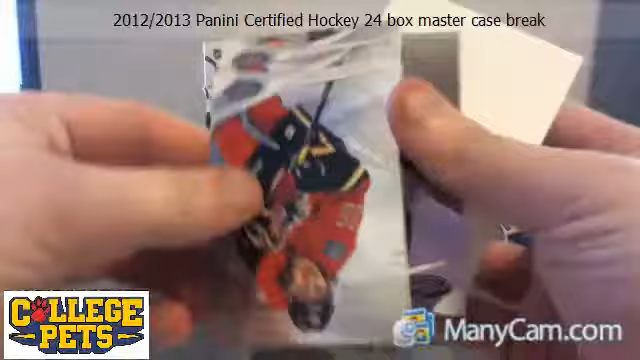 2012/2013 Panini Certified Hockey 24 box master case break
COLLEGE
PETS
ManyCam.com